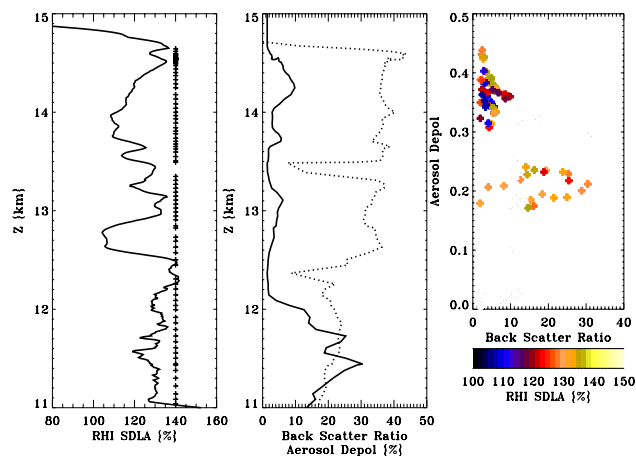 15
14
13
12
11
Z {km}
80 100 120 140 160
RHI SDLA {%}
15
14
13
12
11
Z {km}
0 10 20 30 40 50
Back Scatter Ratio
Aerosol Depol {%}
0.5
0.4
0.3
0.2
0.1
0.0
Aerosol Depol
0 10 20 30 40
Back Scatter Ratio
100 110 120 130 140 150
RHI SDLA {%}